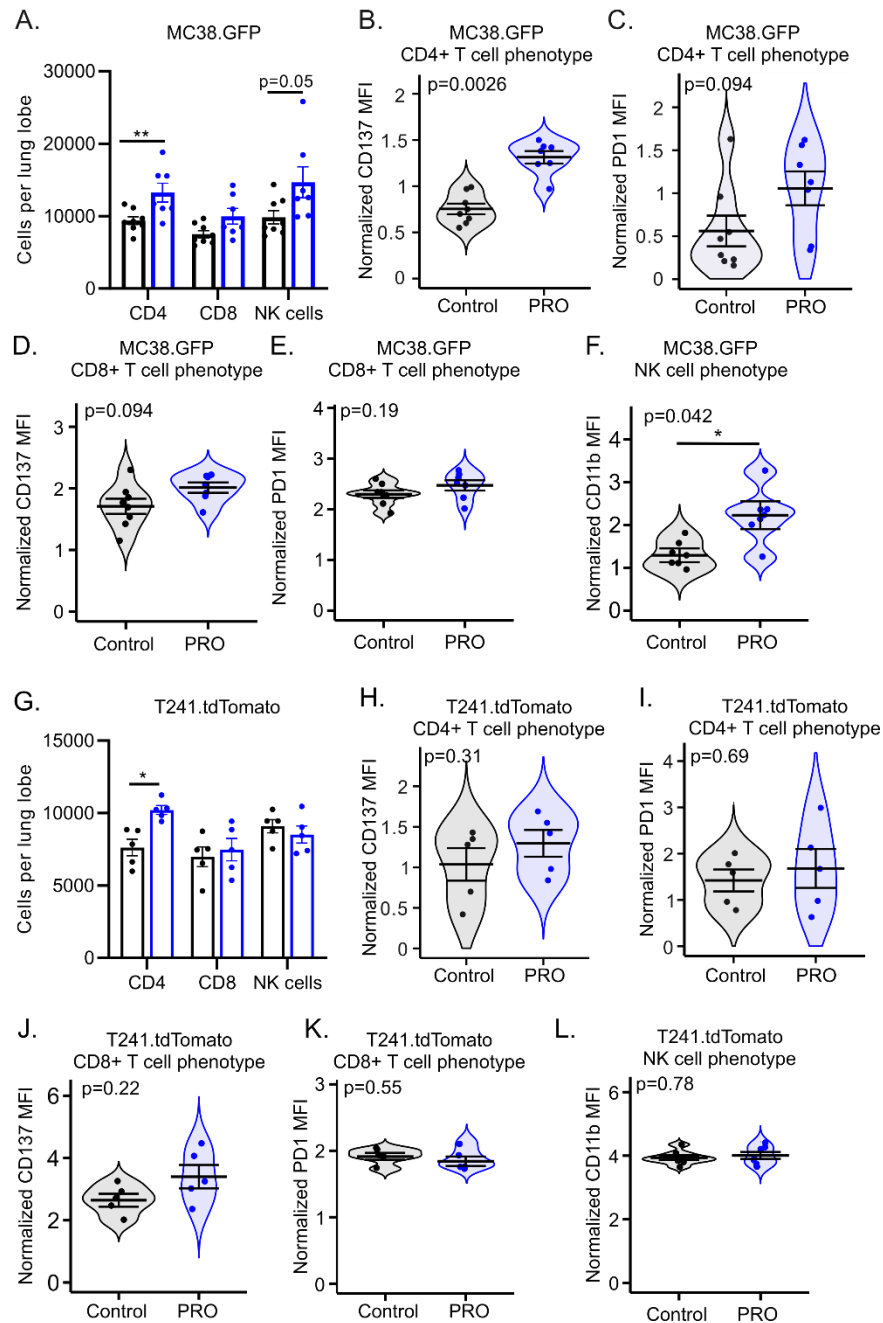 A.
MC38.GFP
Cells per lung lobe
30000
20000
10000
0
**
p=0.05
CD4
CD8
NK cells
B.
MC38.GFP
CD4+ T cell phenotype
p=0.0026
Normalized CD137 MFI
2
1.5
1
0.5
0
Control
PRO
C.
MC38.GFP
CD4+ T cell phenotype
p=0.094
Normalized PD1 MFI
2
1.5
1
0.5
0
Control
PRO
D.
MC38.GFP
CD8+ T cell phenotype
p=0.094
Normalized CD137 MFI
3
2
1
0
Control
PRO
E.
MC38.GFP
CD8+ T cell phenotype
p=0.19
Normalized PD1 MFI
4
3
2
1
0
Control
PRO
F.
MC38.GFP
NK cell phenotype
p=0.042
*
Normalized CD11b MFI
4
3
2
1
0
Control
PRO
G.
T241.tdTomato
Cells per lung lobe
15000
10000
5000
0
*
CD4
CD8
NK cells
H.
T241.tdTomato
CD4+ T cell phenotype
p=0.31
Normalized CD137 MFI
2
1.5
1
0.5
0
Control
PRO
I.
T241.tdTomato
CD4+ T cell phenotype
p=0.69
Normalized PD1 MFI
4
3
2
1
0
Control
PRO
J.
T241.tdTomato
CD8+ T cell phenotype
p=0.22
Normalized CD137 MFI
6
4
2
0
Control
PRO
K.
T241.tdTomato
CD8+ T cell phenotype
p=0.55
Normalized PD1 MFI
3
2
1
0
Control
PRO
L.
T241.tdTomato
NK cell phenotype
p=0.78
Normalized CD11b MFI
6
4
2
0
Control
PRO